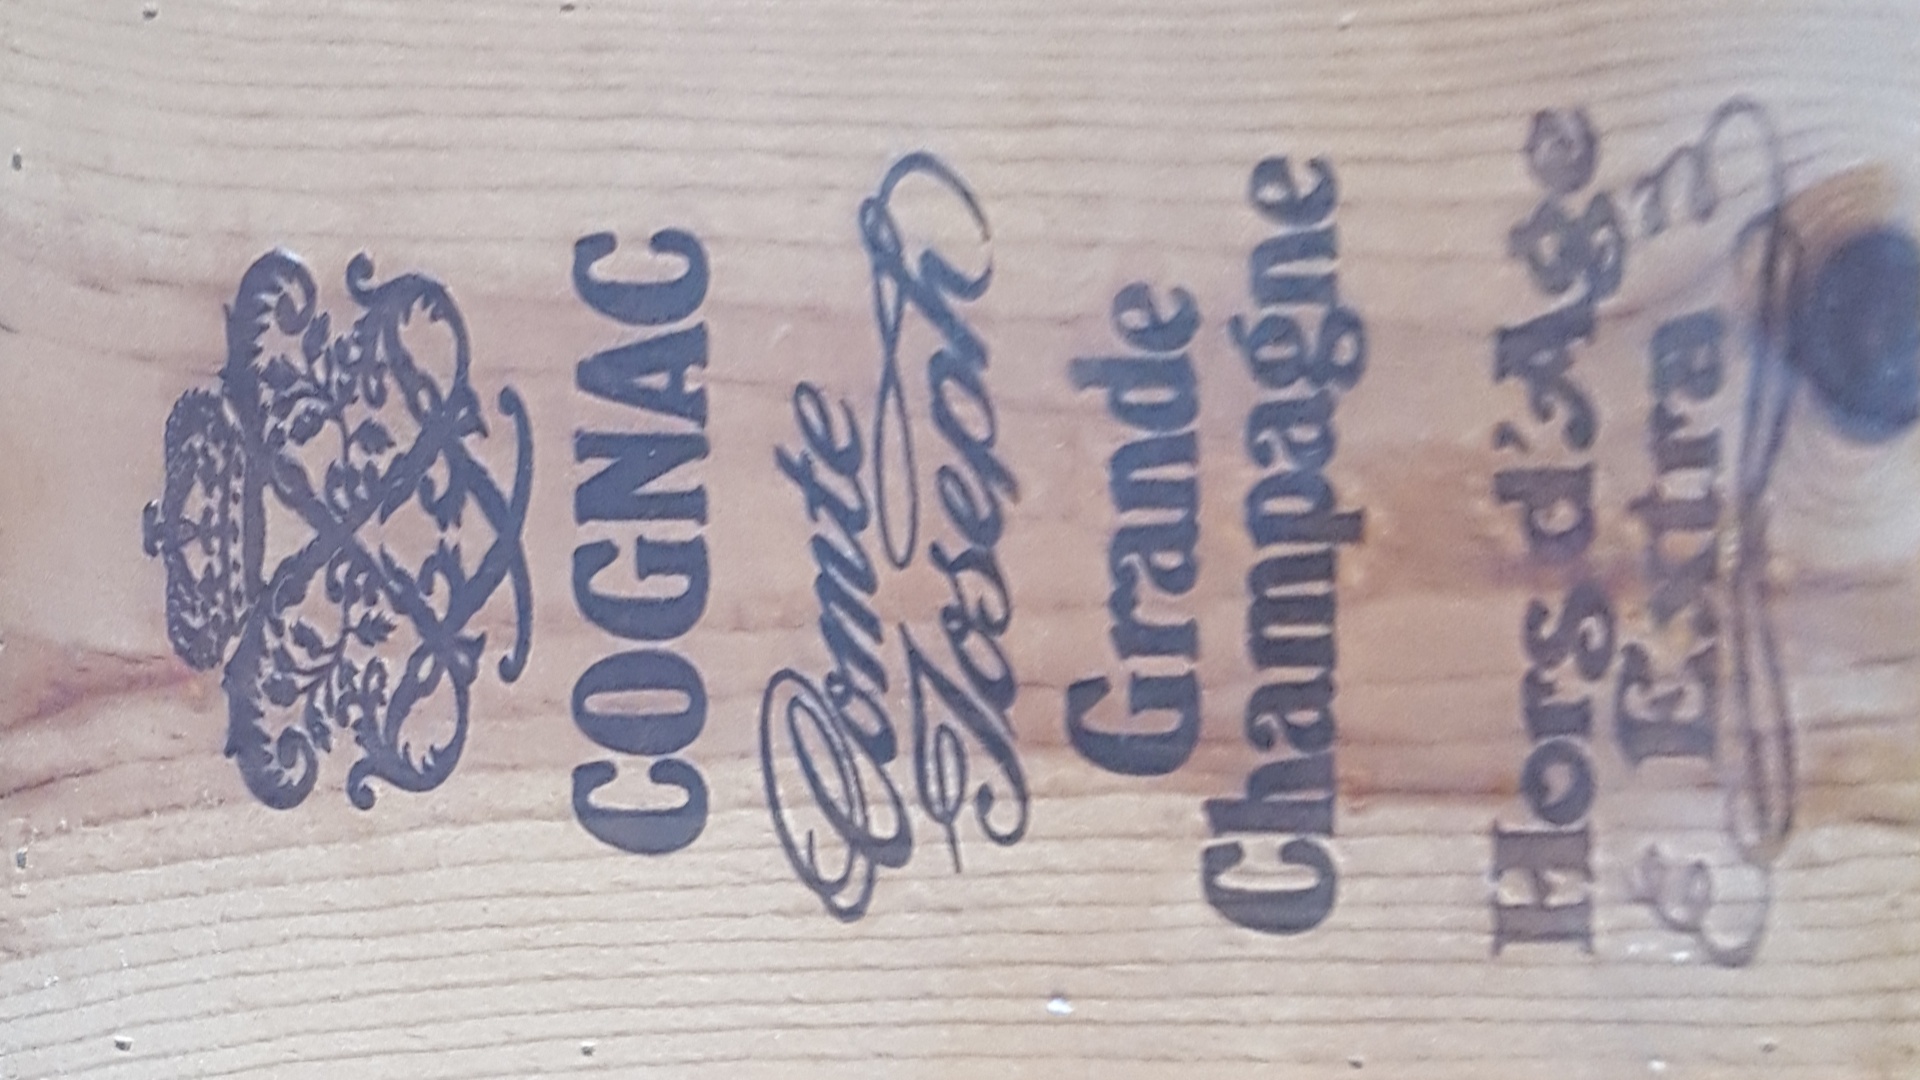 COGNAC
Comte
Joseph
Grande
Champagne
Hors d'Age
Extra